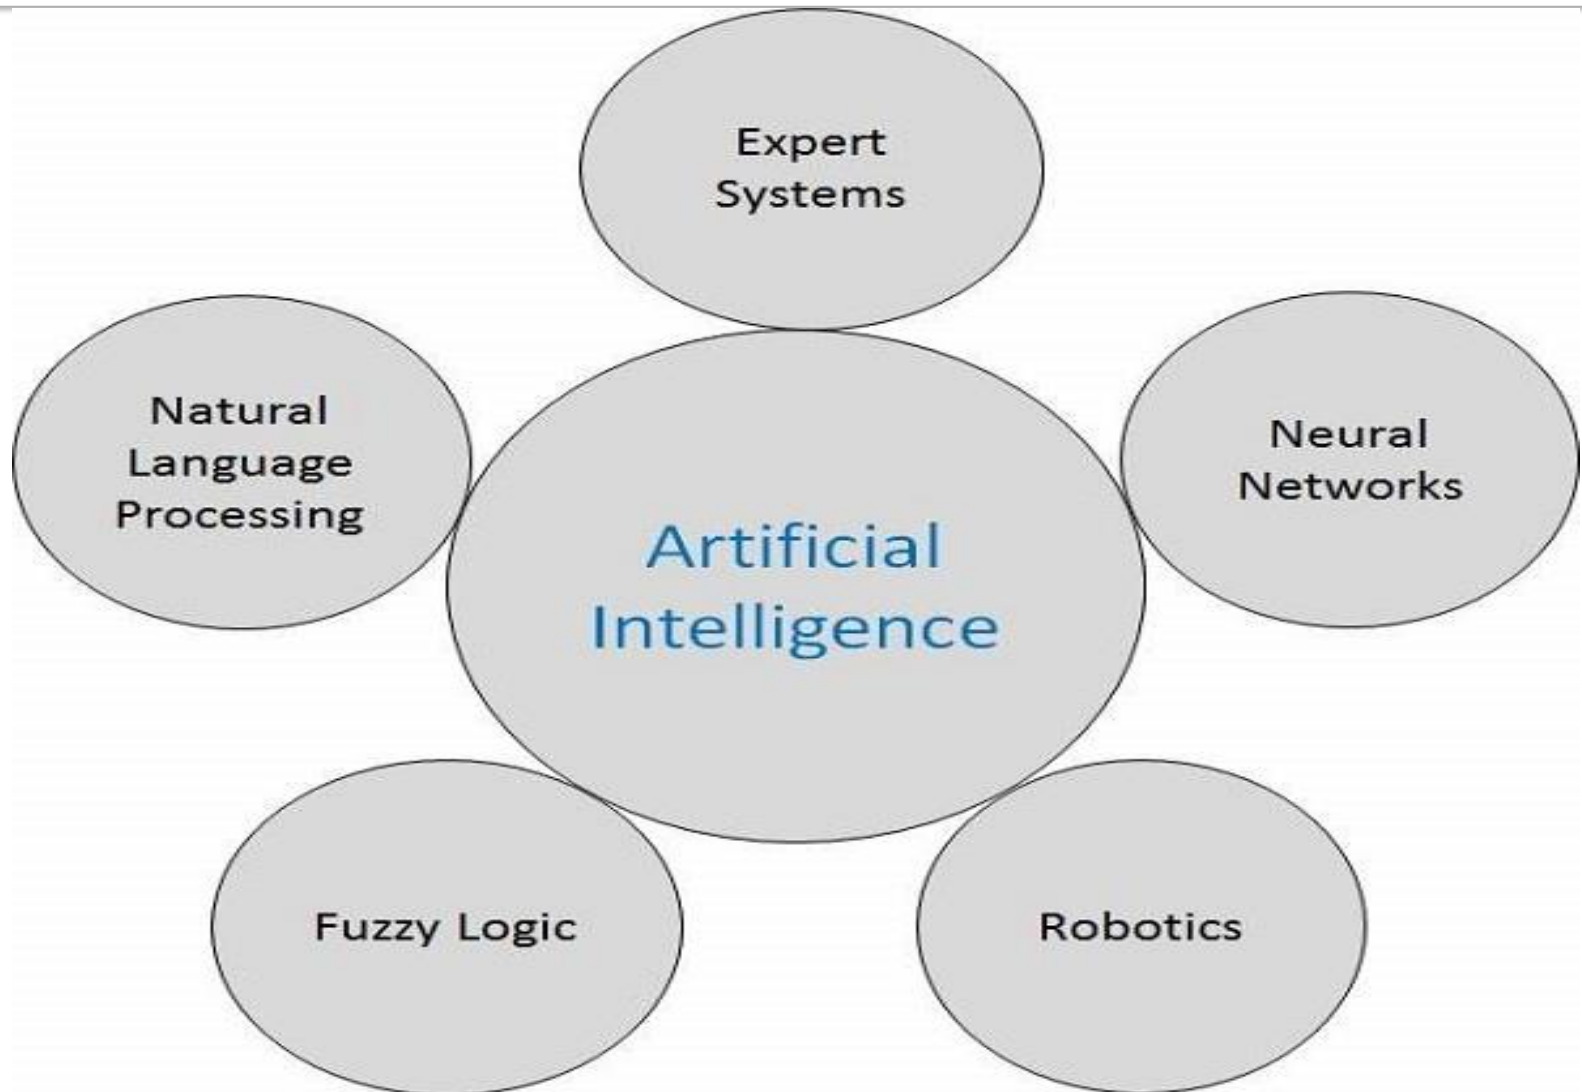 Expert
Systems
Natural
Language
Processing
Neural
Networks
Artificial
Intelligence
Fuzzy Logic
Robotics